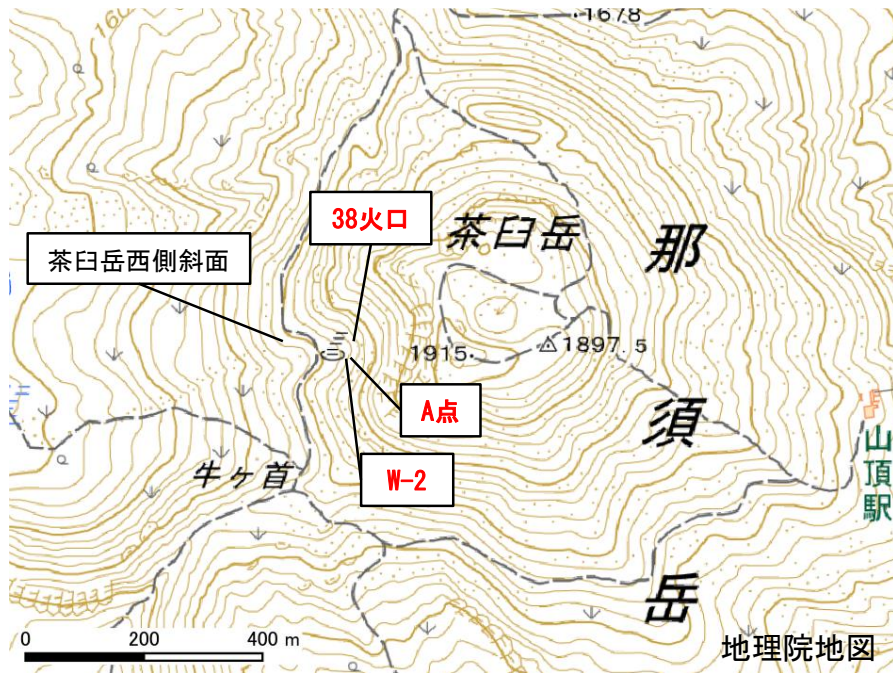 1678
38火口
茶臼岳
那須岳
茶臼岳西側斜面
1915
1897.5
A点
山頂駅
牛ヶ首
W-2
0 200 400 m
地理院地図